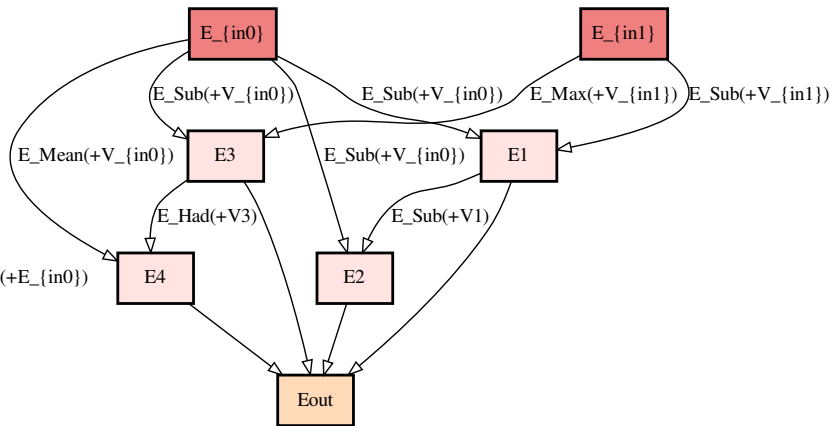 E_{in0}
E_{in1}
E_Sub(+V_{in0})
E_Sub(+V_{in0})
E_Max(+V_{in1})
E_Sub(+V_{in1})
E_Mean(+V_{in0})
E3
E_Sub(+V_{in0})
E1
E_Had(+V3)
E_Sub(+V1)
(+E_{in0})
E4
E2
Eout